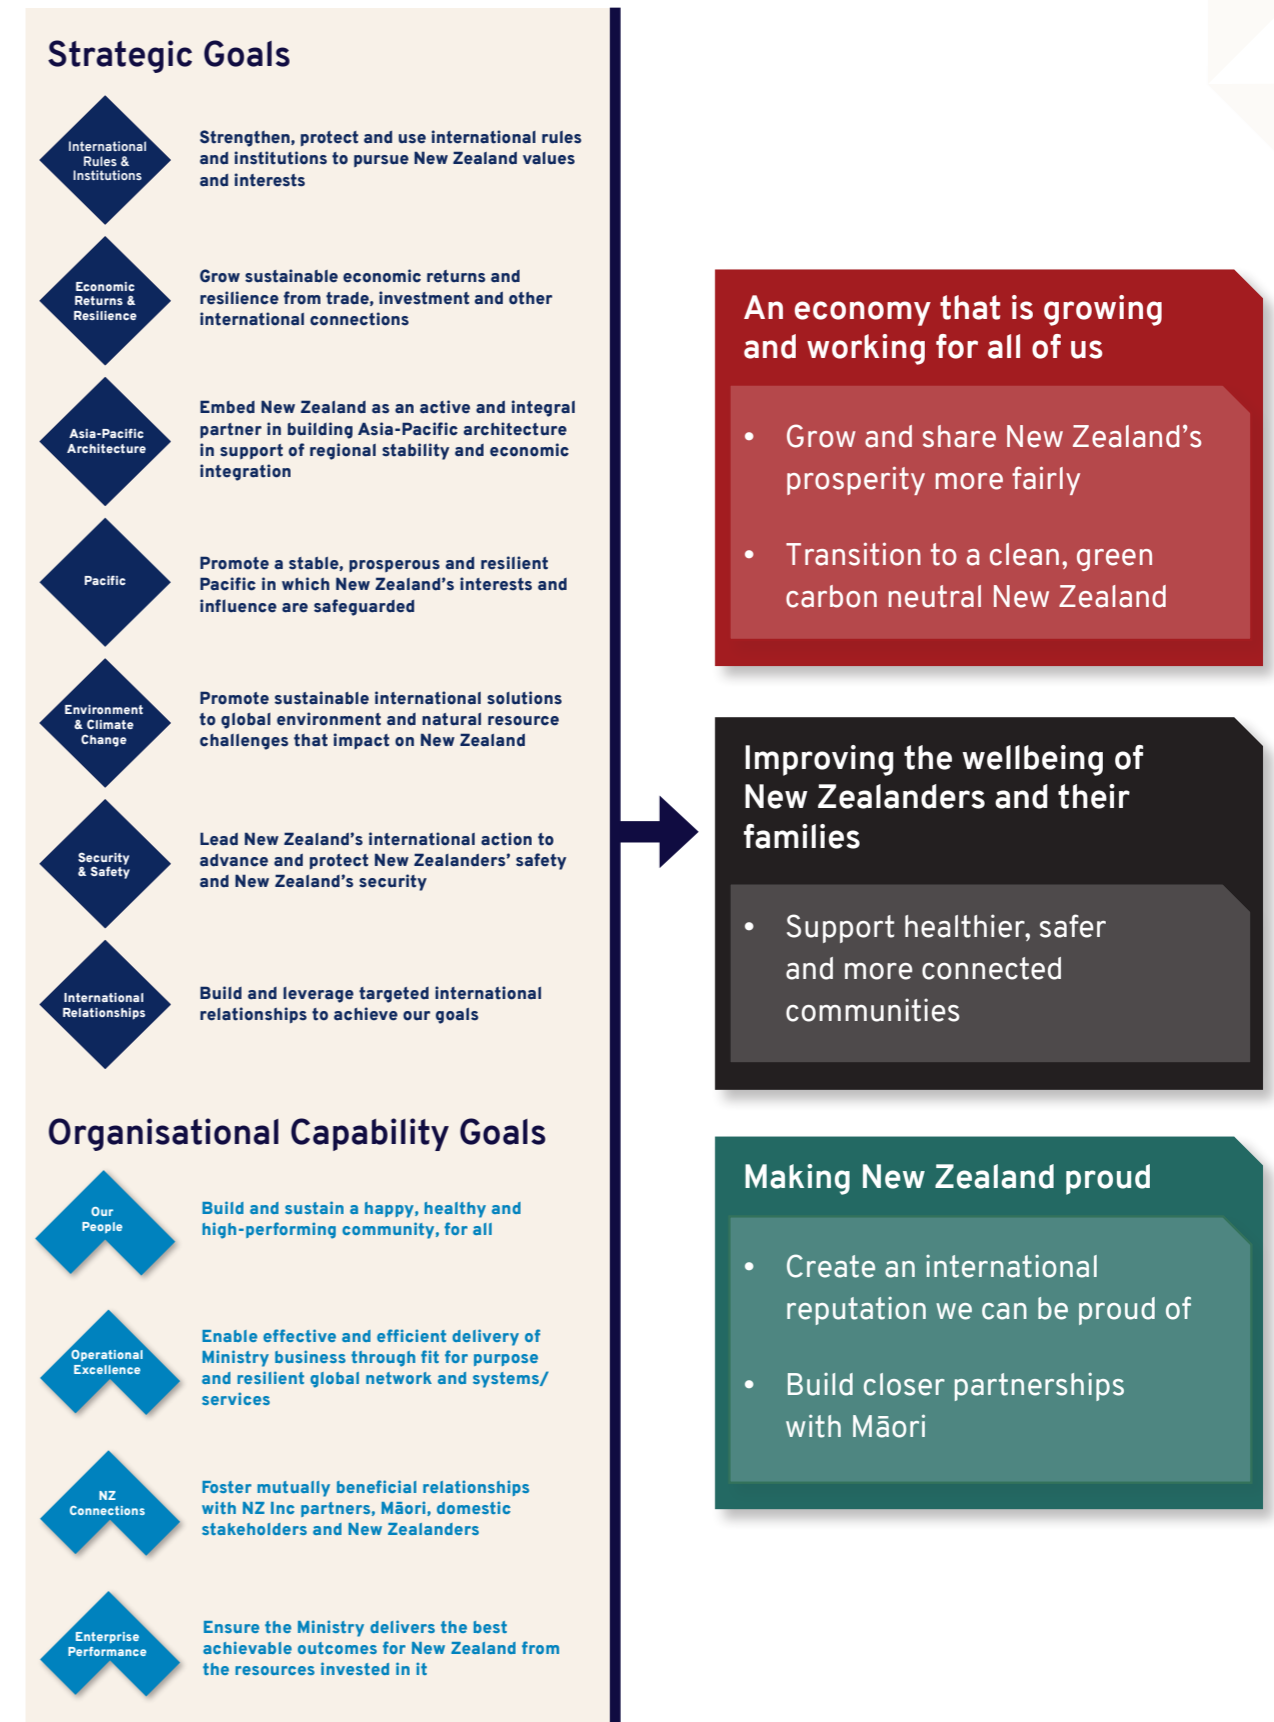 Strategic Goals
International
Rules &
Institutions
Strengthen, protect and use international rules
and institutions to pursue New Zealand values
and interests
Economic
Returns &
Resilience
Grow sustainable economic returns and
resilience from trade, investment and other
international connections
Asia-Pacific
Architecture
Embed New Zealand as an active and integral
partner in building Asia-Pacific architecture
in support of regional stability and economic
integration
Pacific
Promote a stable, prosperous and resilient
Pacific in which New Zealand’s interests and
influence are safeguarded
Environment
& Climate
Change
Promote sustainable international solutions
to global environment and natural resource
challenges that impact on New Zealand
Security
& Safety
Lead New Zealand’s international action to
advance and protect New Zealanders’ safety
and New Zealand’s security
International
Relationships
Build and leverage targeted international
relationships to achieve our goals
Organisational Capability Goals
Our
People
Build and sustain a happy, healthy and
high-performing community, for all
Operational
Excellence
Enable effective and efficient delivery of
Ministry business through fit for purpose
and resilient global network and systems/
services
NZ
Connections
Foster mutually beneficial relationships
with NZ Inc partners, Māori, domestic
stakeholders and New Zealanders
Enterprise
Performance
Ensure the Ministry delivers the best
achievable outcomes for New Zealand from
the resources invested in it
An economy that is growing
and working for all of us
• Grow and share New Zealand’s
prosperity more fairly
• Transition to a clean, green
carbon neutral New Zealand
Improving the wellbeing of
New Zealanders and their
families
• Support healthier, safer
and more connected
communities
Making New Zealand proud
• Create an international
reputation we can be proud of
• Build closer partnerships
with Māori